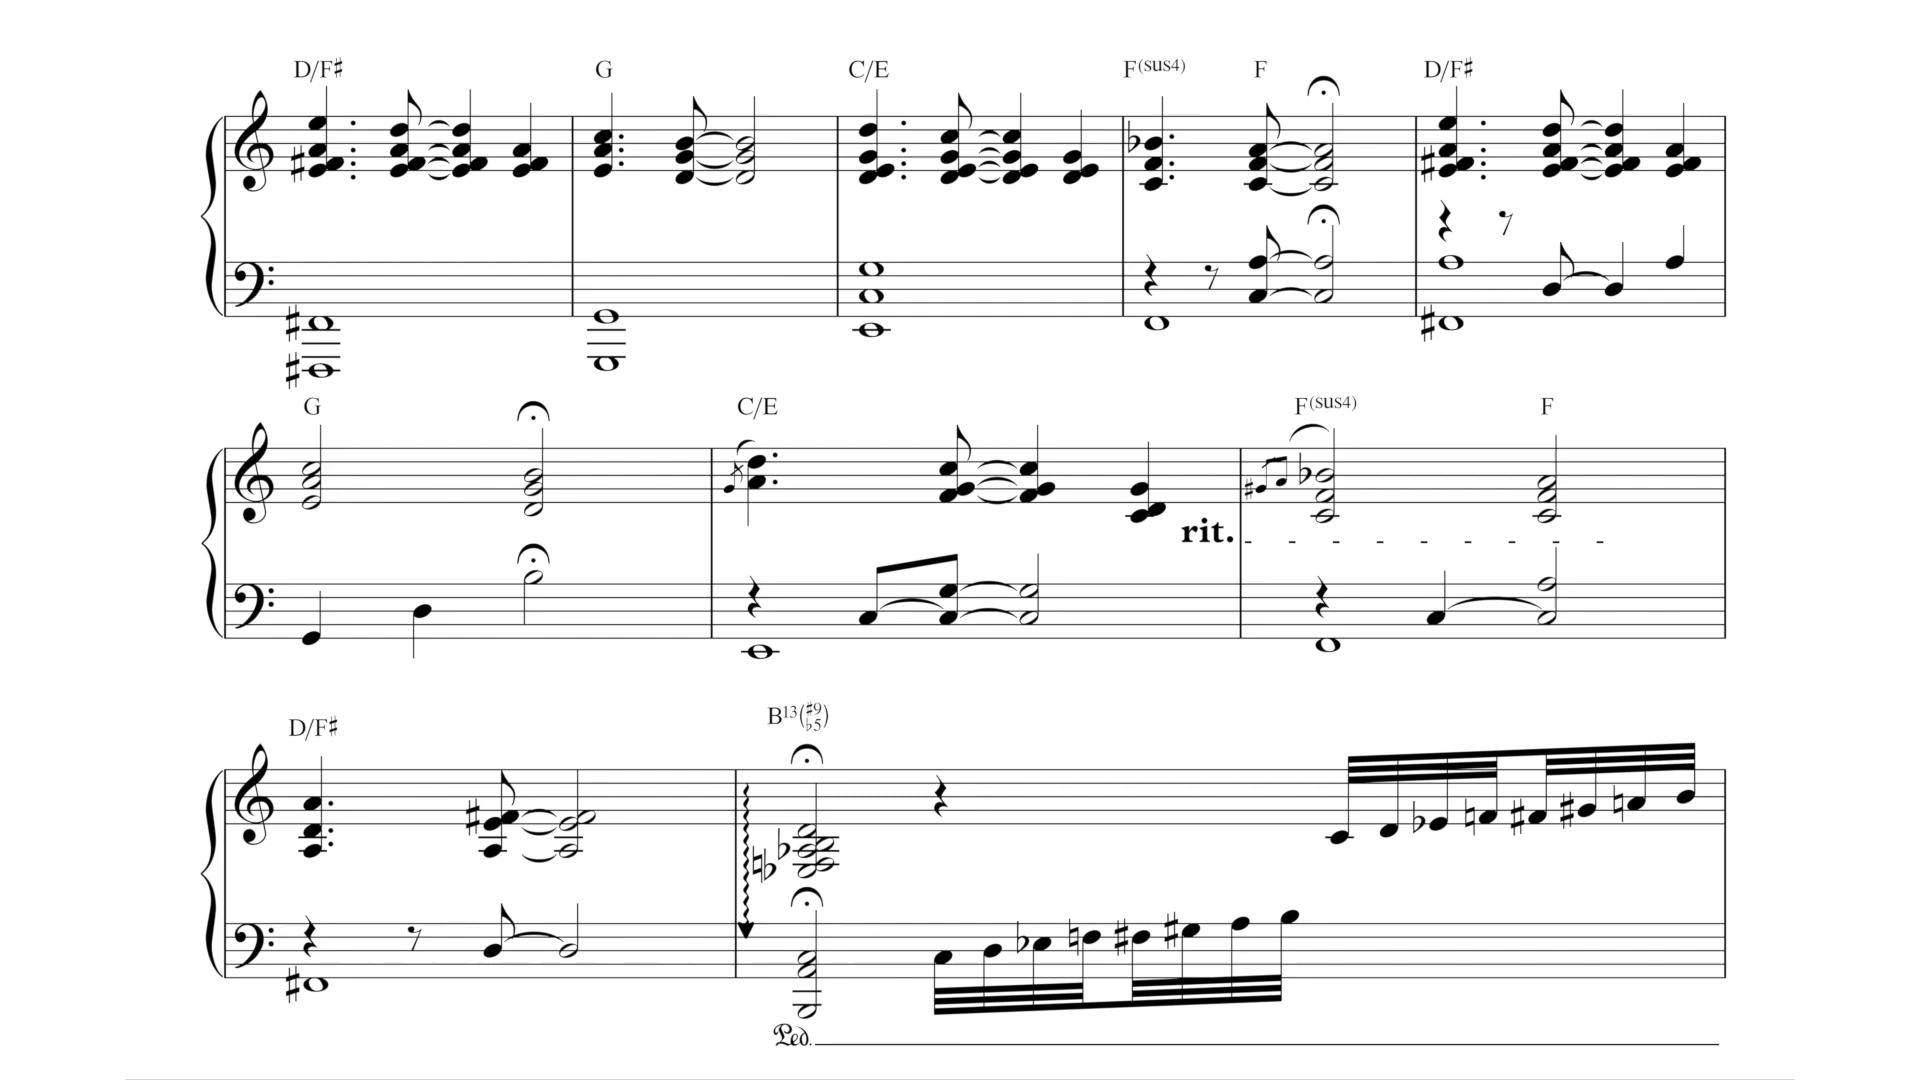 D/F♯ G C/E F(sus4) F D/F♯
G C/E F(sus4) F
rit.
D/F♯ B13(♯9♭5)
Ped.